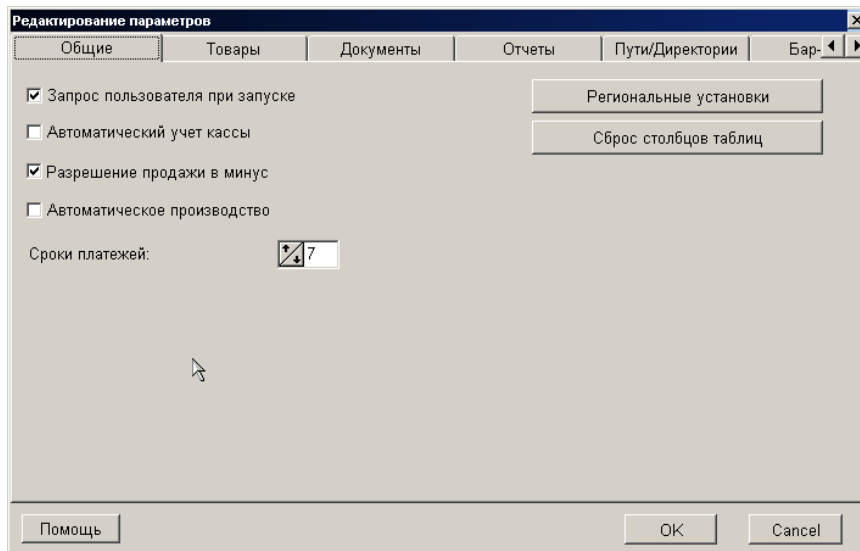 Редактирование параметров
Общие Товары Документы Отчеты Пути/Директории Бар-
Запрос пользователя при запуске Региональные установки
Автоматический учет кассы Сброс столбцов таблиц
Разрешение продажи в минус
Автоматическое производство
Сроки платежей: 7
Помощь OK Cancel